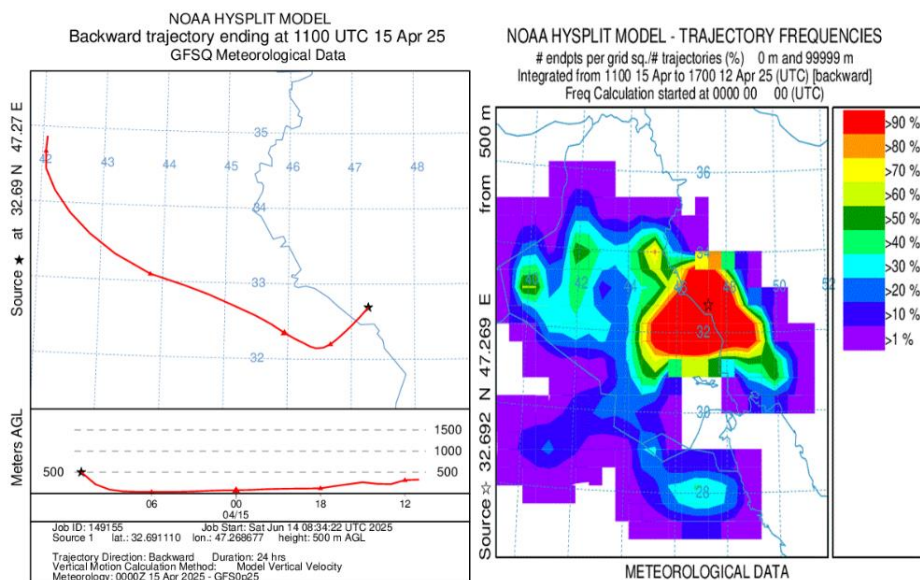 NOAA HYSPLIT MODEL
Backward trajectory ending at 1100 UTC 15 Apr 25
GFSQ Meteorological Data
Source ★ at 32.69 N 47.27 E
35
42 43 44 45 46 47 48
34
33
32
Meters AGL
500
1500
1000
500
06 00 18 12
04/15
Job ID: 149155 Job Start: Sat Jun 14 08:34:22 UTC 2025
Source 1 lat.: 32.691110 lon.: 47.268677 height: 500 m AGL
Trajectory Direction: Backward Duration: 24 hrs
Vertical Motion Calculation Method: Model Vertical Velocity
Meteorology: 0000Z 15 Apr 2025 - GFS0p25
NOAA HYSPLIT MODEL - TRAJECTORY FREQUENCIES
# endpts per grid sq./# trajectories (%) 0 m and 99999 m
Integrated from 1100 15 Apr to 1700 12 Apr 25 (UTC) [backward]
Freq Calculation started at 0000 00 00 (UTC)
Source ☆ 32.692 N 47.269 E from 500 m
36
34
40 42 44 46 48 50 52
32
30
28
>90 %
>80 %
>70 %
>60 %
>50 %
>40 %
>30 %
>20 %
>10 %
>1 %
METEOROLOGICAL DATA